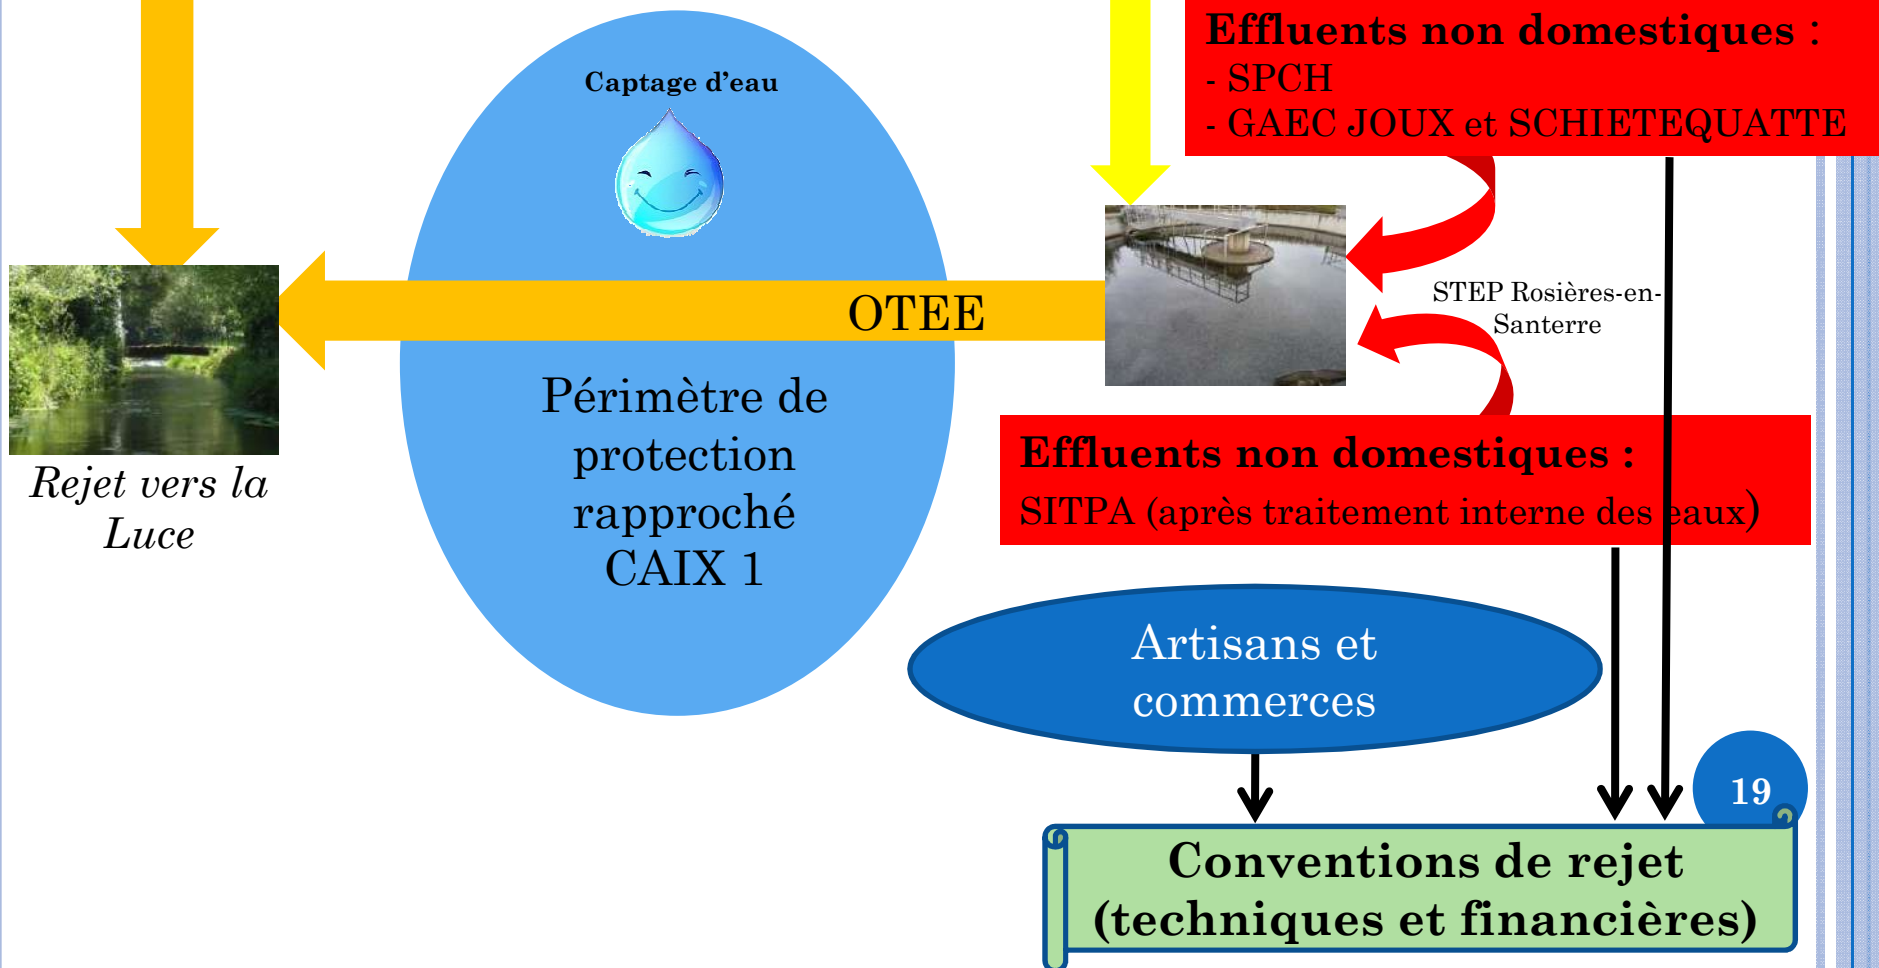 Effluents non domestiques :
- SPCH
- GAEC JOUX et SCHIETEQUATTE
Captage d'eau
STEP Rosières-en-
Santerre
OTEE
Périmètre de
protection
rapproché
CAIX 1
Rejet vers la
Luce
Effluents non domestiques :
SITPA (après traitement interne des eaux)
Artisans et
commerces
19
Conventions de rejet
(techniques et financières)